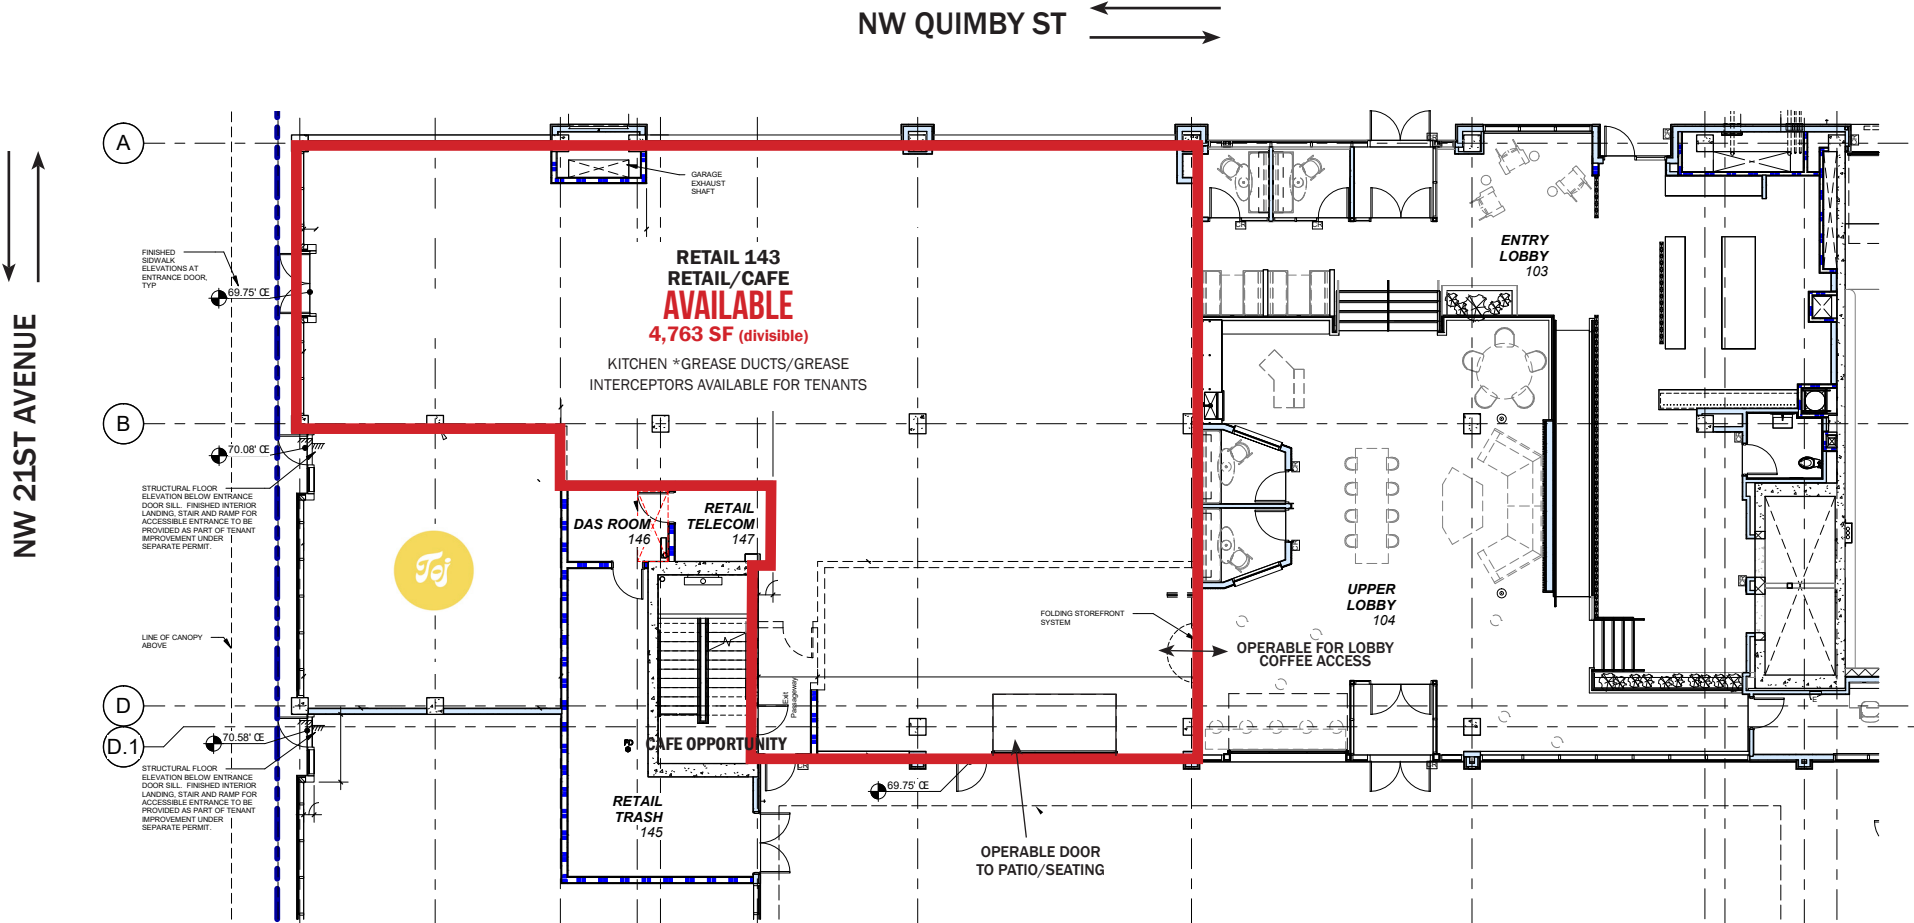 NW QUIMBY ST
NW 21ST AVENUE
A
B
D
D.1
GARAGE
EXHAUST
SHAFT
FINISHED
SIDWALK
ELEVATIONS AT
ENTRANCE DOOR,
TYP
69.75' Œ
RETAIL 143
RETAIL/CAFE
AVAILABLE
4,763 SF (divisible)
KITCHEN *GREASE DUCTS/GREASE
INTERCEPTORS AVAILABLE FOR TENANTS
ENTRY
LOBBY
103
70.08' Œ
STRUCTURAL FLOOR
ELEVATION BELOW ENTRANCE
DOOR SILL. FINISHED INTERIOR
LANDING, STAIR AND RAMP FOR
ACCESSIBLE ENTRANCE TO BE
PROVIDED AS PART OF TENANT
IMPROVEMENT UNDER
SEPARATE PERMIT.
DAS ROOM
146
RETAIL
TELECOM
147
Toj
LINE OF CANOPY
ABOVE
UPPER
LOBBY
104
FOLDING STOREFRONT
SYSTEM
OPERABLE FOR LOBBY
COFFEE ACCESS
Exit
Passageway
70.58' Œ
CAFE OPPORTUNITY
STRUCTURAL FLOOR
ELEVATION BELOW ENTRANCE
DOOR SILL. FINISHED INTERIOR
LANDING, STAIR AND RAMP FOR
ACCESSIBLE ENTRANCE TO BE
PROVIDED AS PART OF TENANT
IMPROVEMENT UNDER
SEPARATE PERMIT.
69.75' Œ
RETAIL
TRASH
145
OPERABLE DOOR
TO PATIO/SEATING